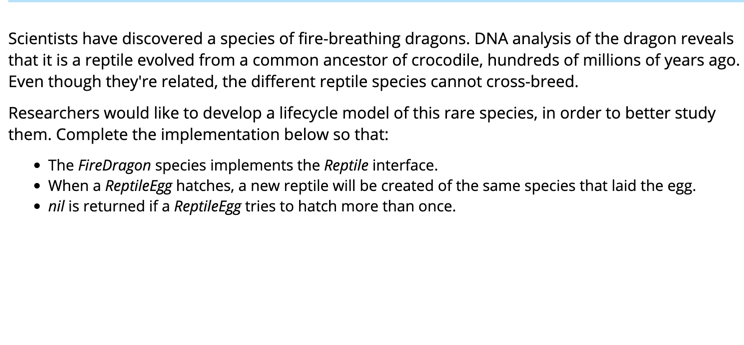 Scientists have discovered a species of fire-breathing dragons. DNA analysis of the dragon reveals
that it is a reptile evolved from a common ancestor of crocodile, hundreds of millions of years ago.
Even though they're related, the different reptile species cannot cross-breed.
Researchers would like to develop a lifecycle model of this rare species, in order to better study
them. Complete the implementation below so that:
• The FireDragon species implements the Reptile interface.
• When a ReptileEgg hatches, a new reptile will be created of the same species that laid the egg.
• nil is returned if a ReptileEgg tries to hatch more than once.